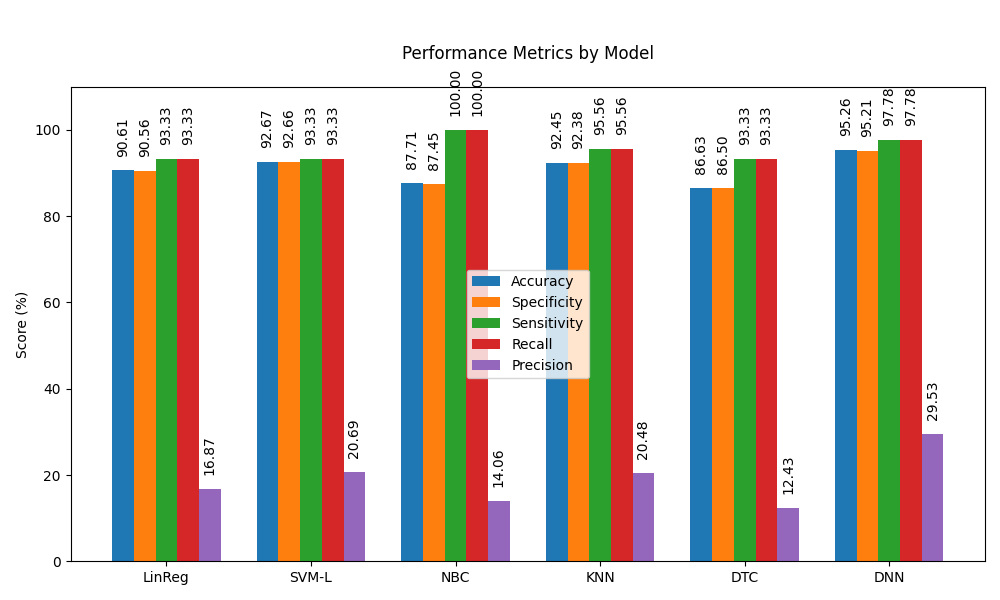 Performance Metrics by Model
Score (%)
100
80
60
40
20
0
90.61
90.56
93.33
93.33
16.87
92.67
92.66
93.33
93.33
20.69
87.71
87.45
100.00
100.00
14.06
92.45
92.38
95.56
95.56
20.48
86.63
86.50
93.33
93.33
12.43
95.26
95.21
97.78
97.78
29.53
Accuracy
Specificity
Sensitivity
Recall
Precision
LinReg
SVM-L
NBC
KNN
DTC
DNN